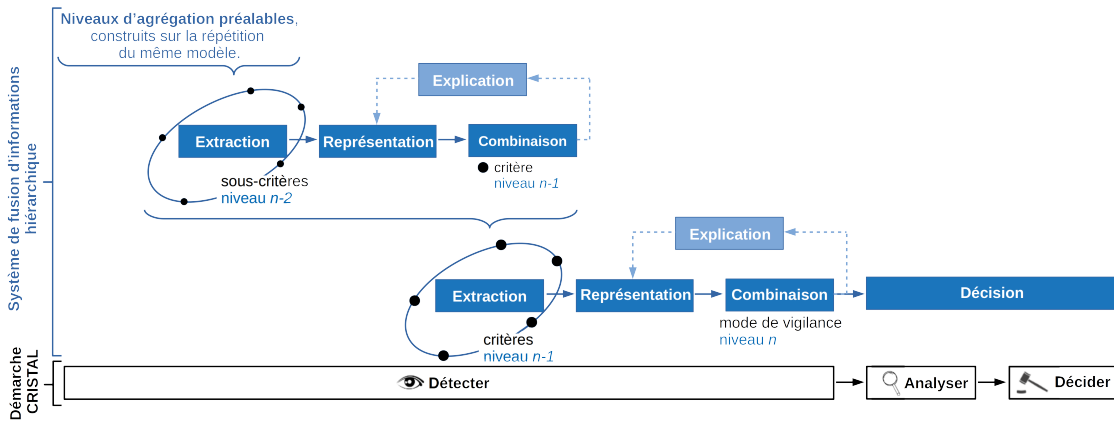 Niveaux d’agrégation préalables,
construits sur la répétition
du même modèle.
Système de fusion d’informations
hiérarchique
Explication
Extraction
Représentation
Combinaison
sous-critères
niveau n-2
critère
niveau n-1
Explication
Extraction
Représentation
Combinaison
Décision
critères
niveau n-1
mode de vigilance
niveau n
Démarche
CRISTAL
Détecter
Analyser
Décider